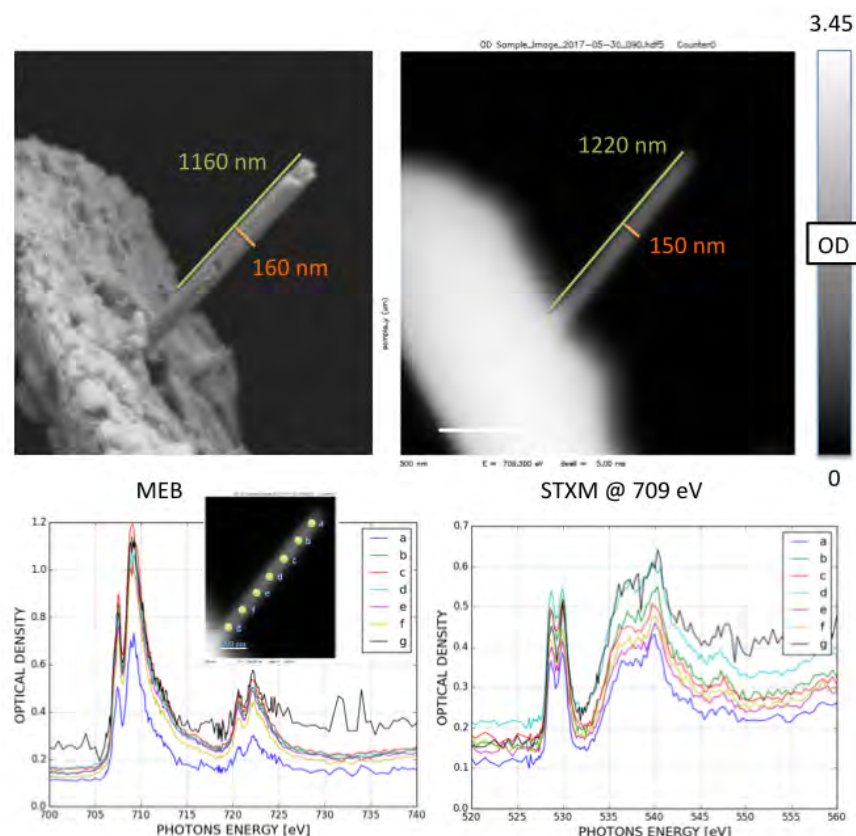 3.45
OD Sample_Image_2017-05-30_090.hdf5 Counter0
1160 nm
160 nm
1220 nm
150 nm
OD
sample_y (µm)
500 nm
E = 709.300 eV
dwell = 5.00 ms
0
MEB
STXM @ 709 eV
OPTICAL DENSITY
1.2
1.0
0.8
0.6
0.4
0.2
0.0
700 705 710 715 720 725 730 735 740
PHOTONS ENERGY [eV]
a
b
c
d
e
f
g
a
b
c
d
e
f
g
OPTICAL DENSITY
0.7
0.6
0.5
0.4
0.3
0.2
0.1
0.0
520 525 530 535 540 545 550 555 560
PHOTONS ENERGY [eV]
a
b
c
d
e
f
g